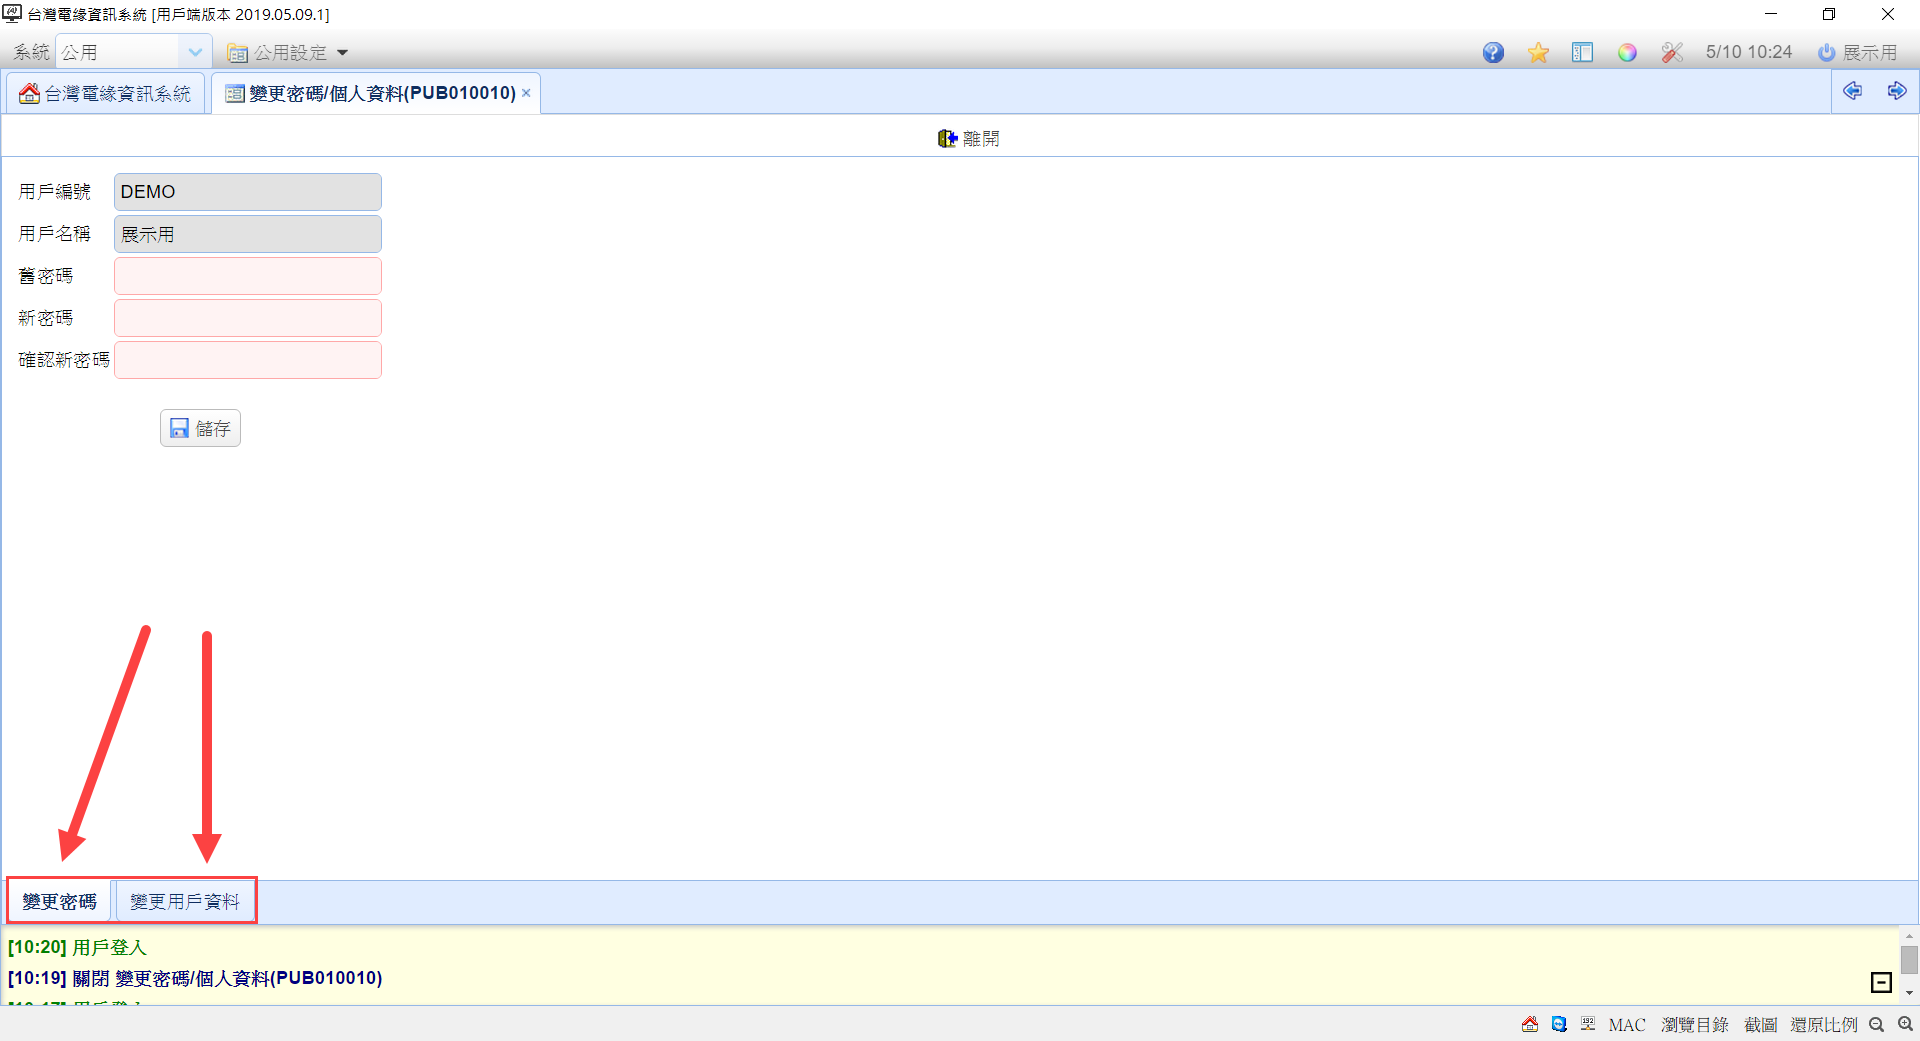 台灣電緣資訊系統 [用戶端版本 2019.05.09.1]
系統 公用 公用設定 5/10 10:24 展示用
台灣電緣資訊系統 變更密碼/個人資料(PUB010010) ×
離開
用戶編號 DEMO
用戶名稱 展示用
舊密碼
新密碼
確認新密碼
儲存
變更密碼 變更用戶資料
[10:20] 用戶登入
[10:19] 關閉 變更密碼/個人資料(PUB010010)
MAC 瀏覽目錄 截圖 還原比例